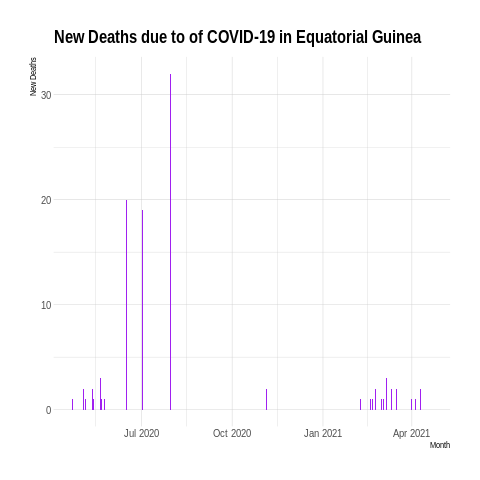 New Deaths due to of COVID-19 in Equatorial Guinea
New Deaths
30
20
10
0
Jul 2020 Oct 2020 Jan 2021 Apr 2021
Month